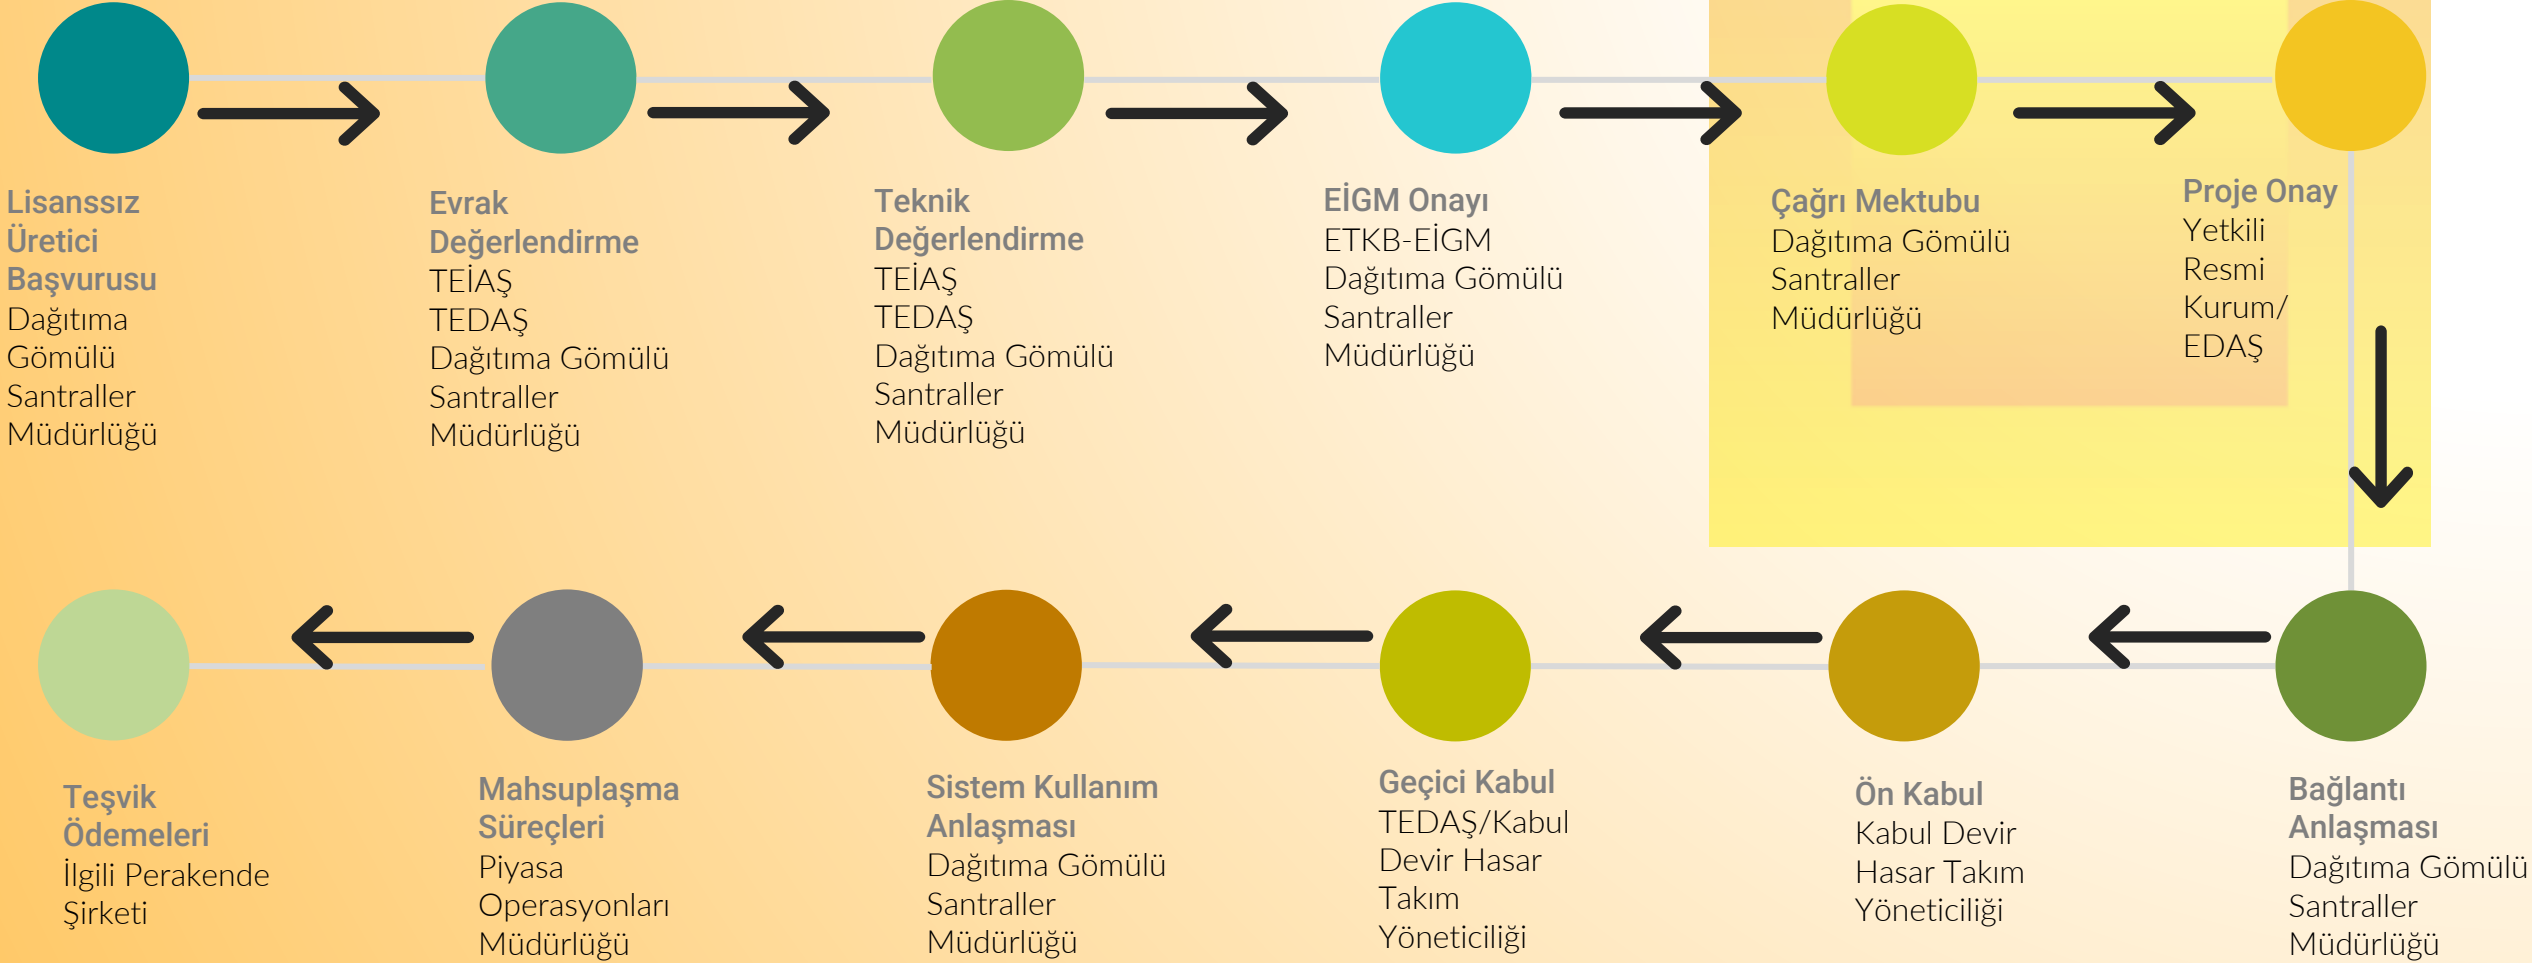 Lisanssız
Üretici
Başvurusu
Dağıtıma
Gömülü
Santraller
Müdürlüğü
Evrak
Değerlendirme
TEİAŞ
TEDAŞ
Dağıtıma Gömülü
Santraller
Müdürlüğü
Teknik
Değerlendirme
TEİAŞ
TEDAŞ
Dağıtıma Gömülü
Santraller
Müdürlüğü
EİGM Onayı
ETKB-EİGM
Dağıtıma Gömülü
Santraller
Müdürlüğü
Çağrı Mektubu
Dağıtıma Gömülü
Santraller
Müdürlüğü
Proje Onay
Yetkili
Resmi
Kurum/
EDAŞ
Teşvik
Ödemeleri
İlgili Perakende
Şirketi
Mahsuplaşma
Süreçleri
Piyasa
Operasyonları
Müdürlüğü
Sistem Kullanım
Anlaşması
Dağıtıma Gömülü
Santraller
Müdürlüğü
Geçici Kabul
TEDAŞ/Kabul
Devir Hasar
Takım
Yöneticiliği
Ön Kabul
Kabul Devir
Hasar Takım
Yöneticiliği
Bağlantı
Anlaşması
Dağıtıma Gömülü
Santraller
Müdürlüğü